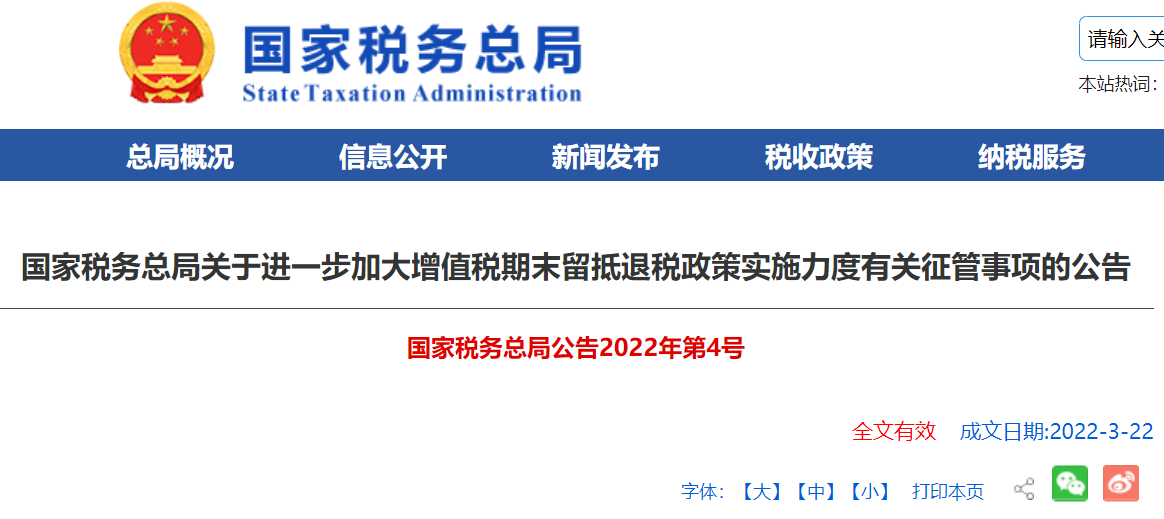 国家税务总局
State Taxation Administration
请输入关
本站热词：
总局概况 信息公开 新闻发布 税收政策 纳税服务
国家税务总局关于进一步加大增值税期末留抵退税政策实施力度有关征管事项的公告
国家税务总局公告2022年第4号
全文有效 成文日期:2022-3-22
字体：【大】【中】【小】 打印本页